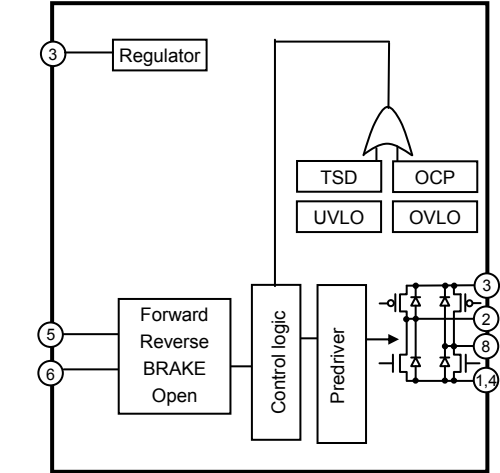 3
Regulator
TSD
OCP
UVLO
OVLO
3
2
8
1,4
5
6
Forward
Reverse
BRAKE
Open
Control logic
Predriver